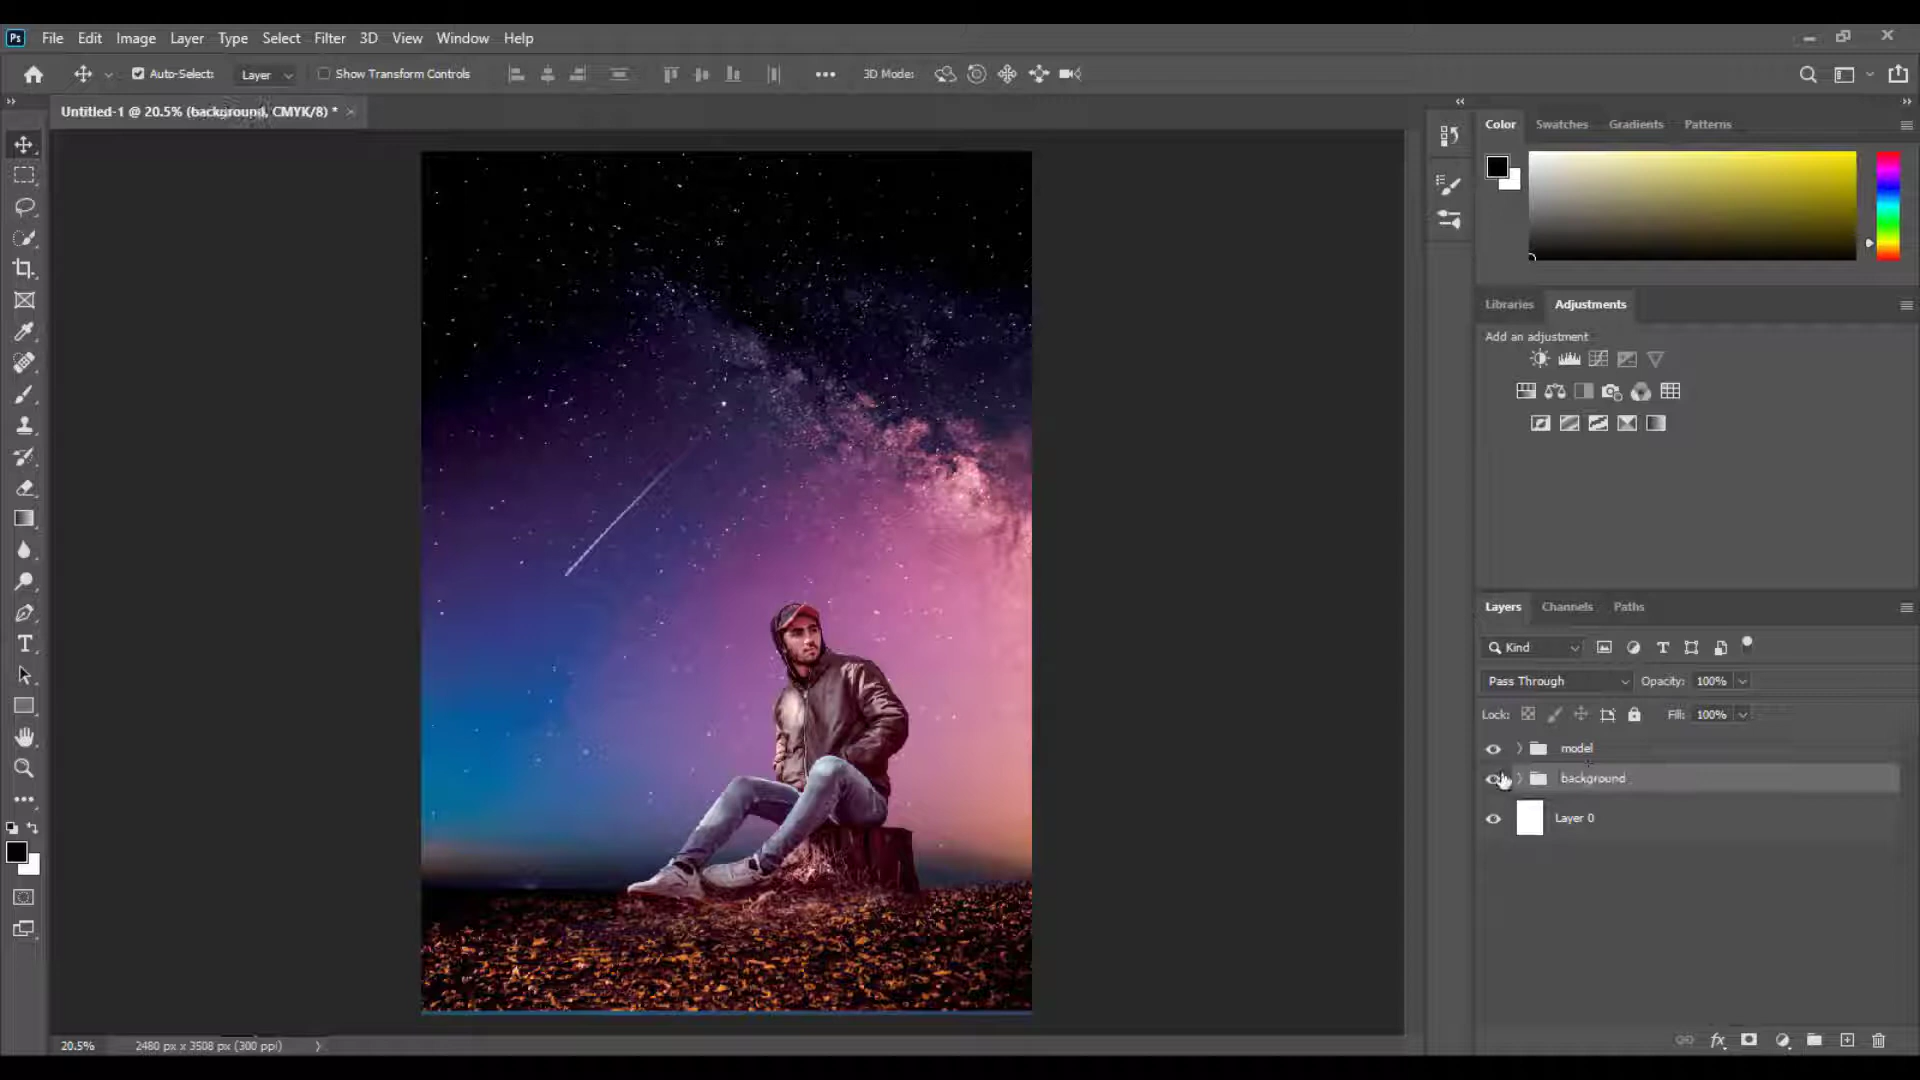 Ps File Edit Image Layer Type Select Filter 3D View Window Help
Auto-Select: Layer Show Transform Controls 3D Mode:
Untitled-1 @ 20.5% (background, CMYK/8) *
Color Swatches Gradients Patterns
Libraries Adjustments
Add an adjustment
Layers Channels Paths
Kind
Pass Through Opacity: 100%
Lock: Fill: 100%
model
background
Layer 0
20.5% 2480 px x 3508 px (300 ppi)